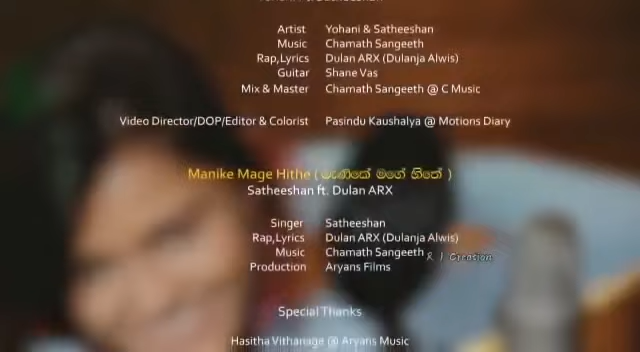 Artist Yohani & Satheeshan
Music Chamath Sangeeth
Rap,Lyrics Dulan ARX (Dulanja Alwis)
Guitar Shane Vas
Mix & Master Chamath Sangeeth @ C Music
Video Director/DOP/Editor & Colorist Pasindu Kaushalya @ Motions Diary
Manike Mage Hithe ( මැණිකේ මගේ හිතේ )
Satheeshan ft. Dulan ARX
Singer Satheeshan
Rap,Lyrics Dulan ARX (Dulanja Alwis)
Music Chamath Sangeeth
Production Aryans Films
Special Thanks
Hasitha Vithanage @ Aryans Music